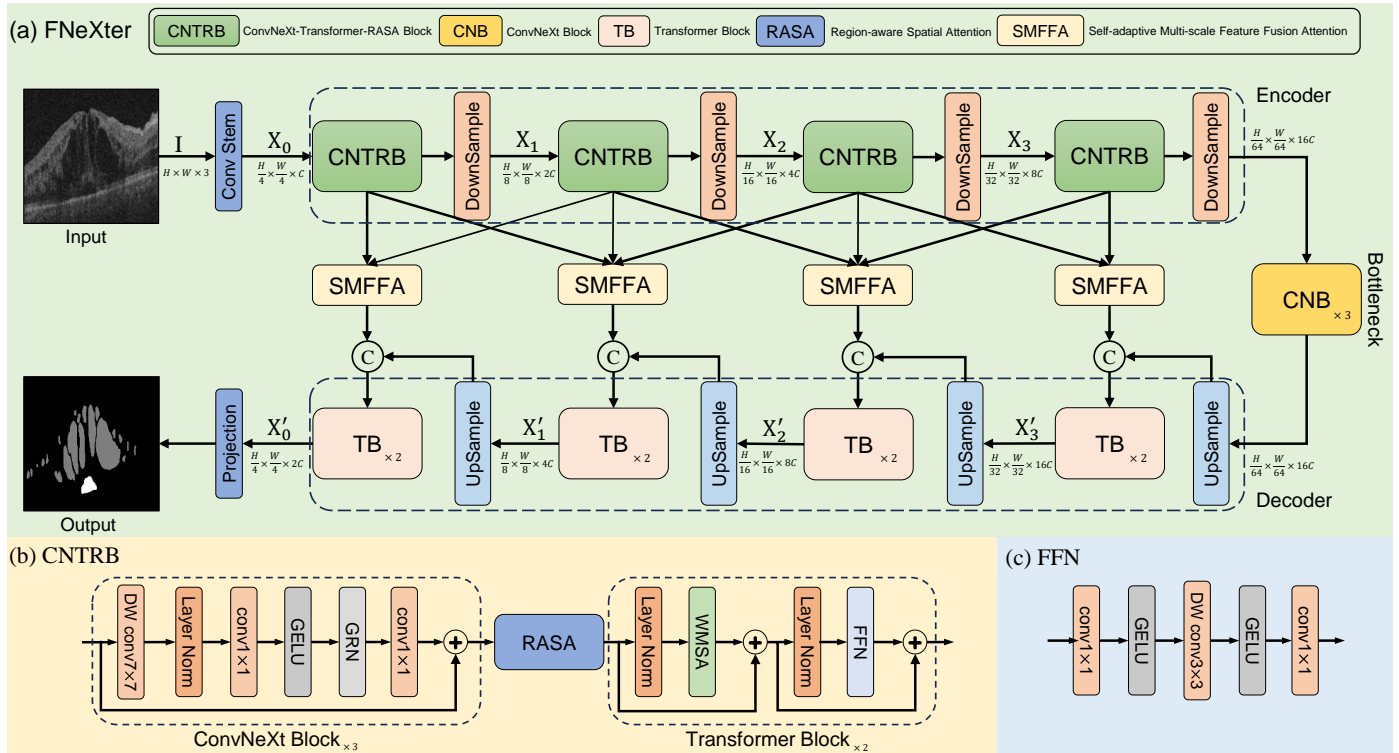 (a) FNeXter
CNTRB ConvNeXt-Transformer-RASA Block CNB ConvNeXt Block TB Transformer Block RASA Region-aware Spatial Attention SMFFA Self-adaptive Multi-scale Feature Fusion Attention
Encoder
Input
I
H × W × 3
Conv Stem
X₀
H/4 × W/4 × C
CNTRB
DownSample
X₁
H/8 × W/8 × 2C
CNTRB
DownSample
X₂
H/16 × W/16 × 4C
CNTRB
DownSample
X₃
H/32 × W/32 × 8C
CNTRB
DownSample
H/64 × W/64 × 16C
SMFFA SMFFA SMFFA SMFFA
CNB ×3
Bottleneck
C C C C
Output
Projection
X′₀
H/4 × W/4 × 2C
TB ×2
UpSample
X′₁
H/8 × W/8 × 4C
TB ×2
UpSample
X′₂
H/16 × W/16 × 8C
TB ×2
UpSample
X′₃
H/32 × W/32 × 16C
TB ×2
UpSample
H/64 × W/64 × 16C
Decoder
(b) CNTRB
DW conv7×7
Layer Norm
conv1×1
GELU
GRN
conv1×1
ConvNeXt Block ×3
RASA
Layer Norm
WMSA
Layer Norm
FFN
Transformer Block ×2
(c) FFN
conv1×1
GELU
DW conv3×3
GELU
conv1×1